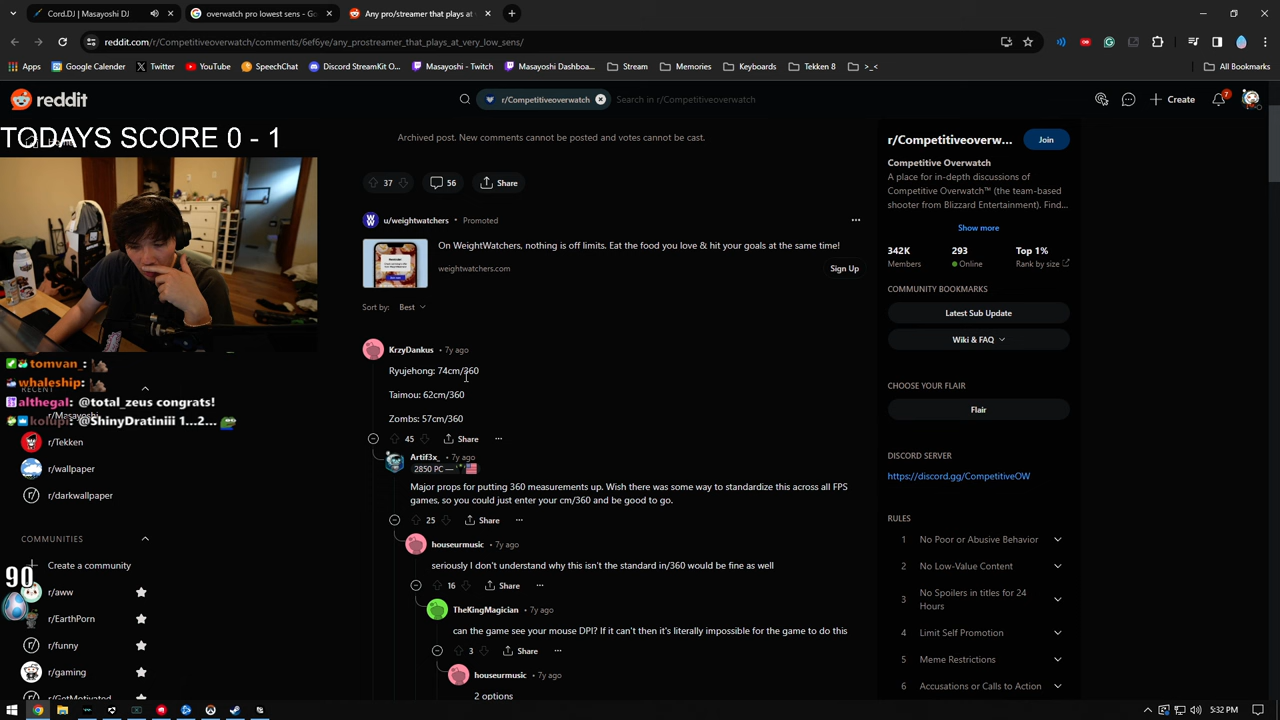 Cord.DJ | Masayoshi DJ
overwatch pro lowest sens - Go
Any pro/streamer that plays at
reddit.com/r/Competitiveoverwatch/comments/6ef6ye/any_prostreamer_that_plays_at_very_low_sens/
Apps
Google Calendar
Twitter
YouTube
SpeechChat
Discord StreamKit O...
Masayoshi - Twitch
Masayoshi Dashboa...
Stream
Memories
Keyboards
Tekken 8
>_<
All Bookmarks
reddit
r/Competitiveoverwatch
Search in r/Competitiveoverwatch
Create
7
TODAYS SCORE 0 - 1
Archived post. New comments cannot be posted and votes cannot be cast.
37
56
Share
u/weightwatchers • Promoted
On WeightWatchers, nothing is off limits. Eat the food you love & hit your goals at the same time!
weightwatchers.com
Sign Up
Sort by: Best
KrzyDankus • 7y ago
Ryujehong: 74cm/360
Taimou: 62cm/360
Zombs: 57cm/360
45
Share
Artif3x_ • 7y ago
2850 PC —
Major props for putting 360 measurements up. Wish there was some way to standardize this across all FPS
games, so you could just enter your cm/360 and be good to go.
25
Share
houseurmusic • 7y ago
seriously I don't understand why this isn't the standard in/360 would be fine as well
16
Share
TheKingMagician • 7y ago
can the game see your mouse DPI? If it can't then it's literally impossible for the game to do this
3
Share
houseurmusic • 7y ago
2 options
r/Competitiveoverw...
Join
Competitive Overwatch
A place for in-depth discussions of
Competitive Overwatch™ (the team-based
shooter from Blizzard Entertainment). Find...
Show more
342K
Members
293
Online
Top 1%
Rank by size
COMMUNITY BOOKMARKS
Latest Sub Update
Wiki & FAQ
CHOOSE YOUR FLAIR
Flair
DISCORD SERVER
https://discord.gg/CompetitiveOW
RULES
1 No Poor or Abusive Behavior
2 No Low-Value Content
3 No Spoilers in titles for 24
Hours
4 Limit Self Promotion
5 Meme Restrictions
6 Accusations or Calls to Action
tomvan_:
whaleship:
althegal: @total_zeus congrats!
kolupi: @ShinyDratiniii 1...2...
RECENT
r/Masayoshi
r/Tekken
r/wallpaper
r/darkwallpaper
COMMUNITIES
Create a community
90
r/aww
r/EarthPorn
r/funny
r/gaming
r/GetMotivated
5:32 PM